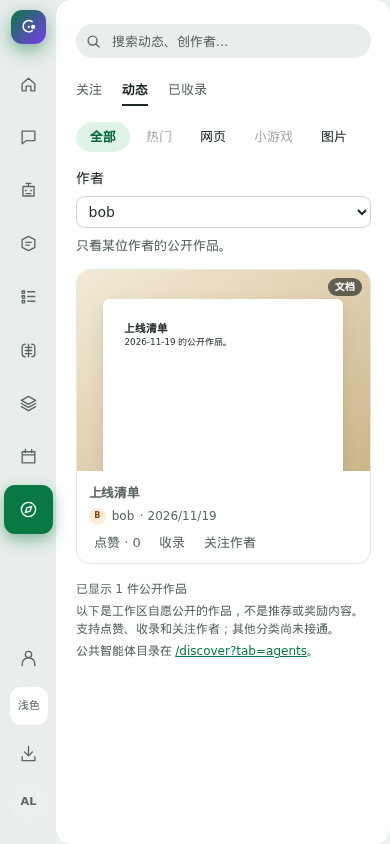 搜索动态、创作者...
关注 动态 已收录
全部 热门 网页 小游戏 图片
作者
bob
只看某位作者的公开作品。
文档
上线清单
2026-11-19 的公开作品。
上线清单
B bob · 2026/11/19
点赞 · 0 收录 关注作者
已显示 1 件公开作品
以下是工作区自愿公开的作品，不是推荐或奖励内容。
支持点赞、收录和关注作者；其他分类尚未接通。
公共智能体目录在 /discover?tab=agents。
浅色
AL